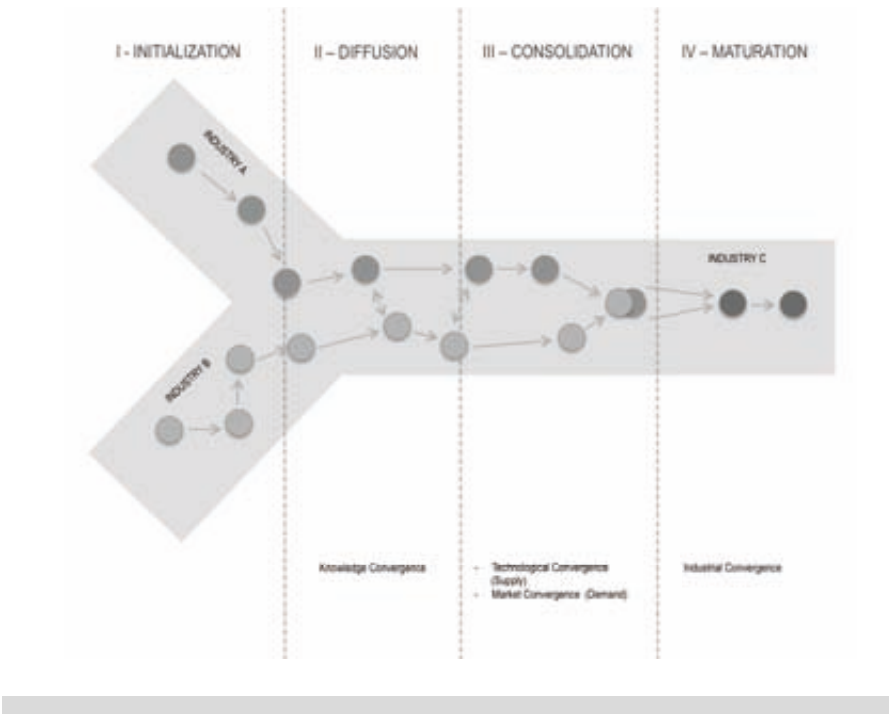 I - INITIALIZATION
II – DIFFUSION
III – CONSOLIDATION
IV – MATURATION
INDUSTRY A
INDUSTRY B
INDUSTRY C
Knowledge Convergence
- Technological Convergence
(Supply)
- Market Convergence (Demand)
Industrial Convergence